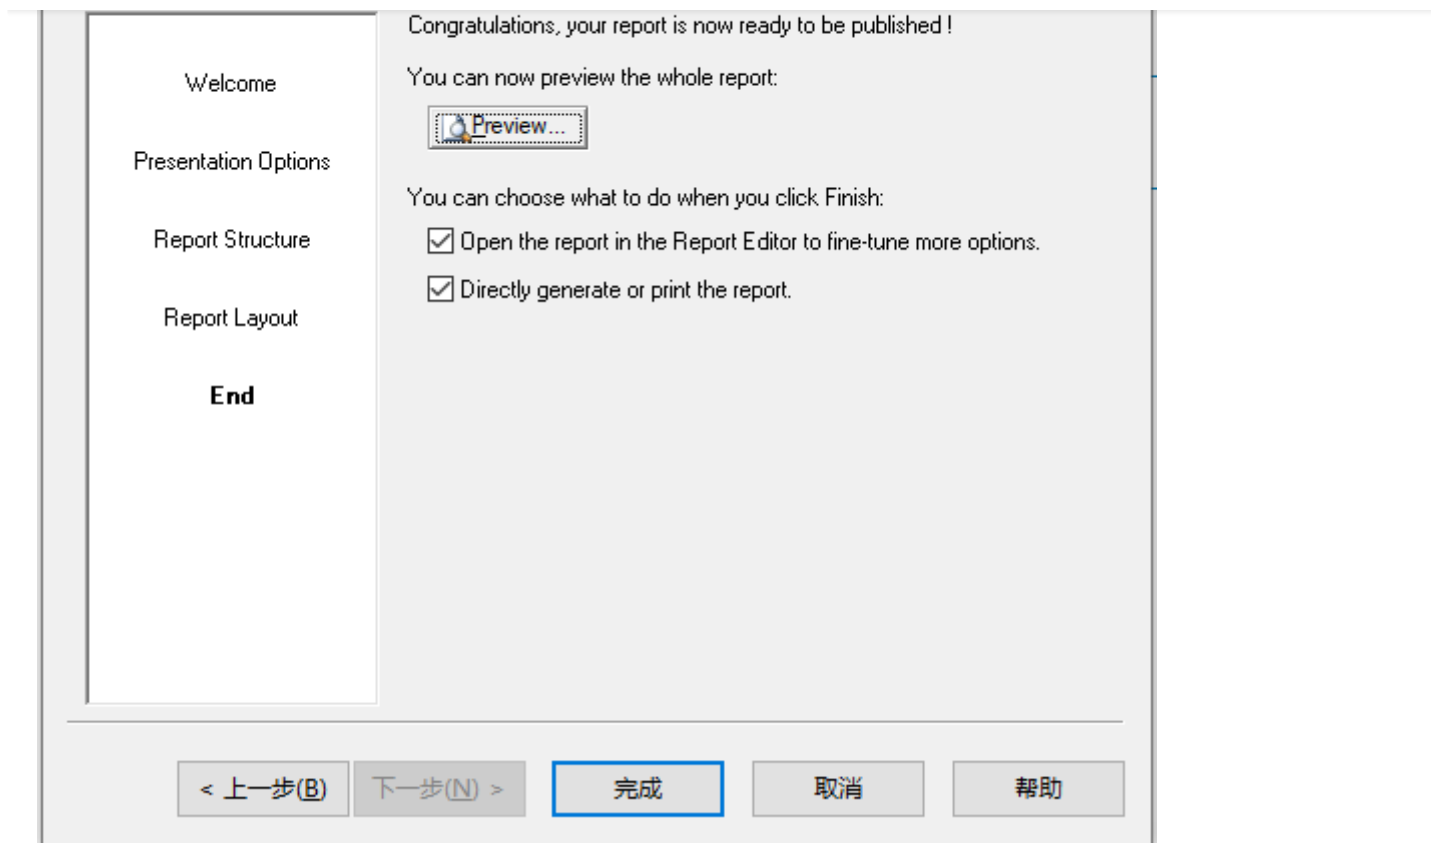 Congratulations, your report is now ready to be published !
Welcome
You can now preview the whole report:
Preview...
Presentation Options
You can choose what to do when you click Finish:
Report Structure
Open the report in the Report Editor to fine-tune more options.
Directly generate or print the report.
Report Layout
End
< 上一步(B)
下一步(N) >
完成
取消
帮助